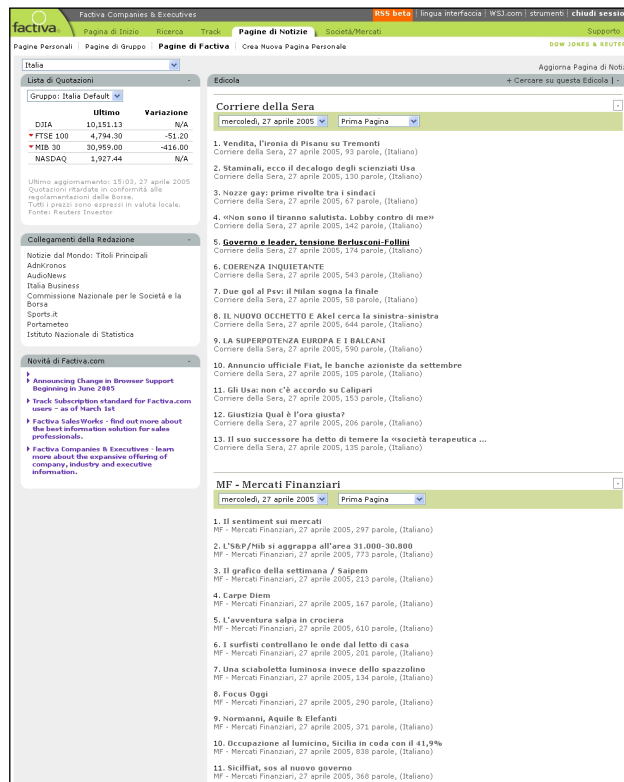 Factiva Companies & Executives
RSS beta | lingua interfaccia | WSJ.com | strumenti | chiudi sessio
factiva
Pagina di Inizio Ricerca Track Pagine di Notizie Società/Mercati Supporto
Pagine Personali | Pagine di Gruppo | Pagine di Factiva | Crea Nuova Pagina Personale
DOW JONES & REUTER
Italia
Aggiorna Pagina di Notiz
Lista di Quotazioni -
Gruppo: Italia Default
Ultimo Variazione
DJIA 10,151.13 N/A
FTSE 100 4,794.30 -51.20
MIB 30 30,959.00 -416.00
NASDAQ 1,927.44 N/A
Ultimo aggiornamento: 15:03, 27 aprile 2005
Quotazioni ritardate in conformità alle
regolamentazioni delle Borse.
Tutti i prezzi sono espressi in valuta locale.
Fonte: Reuters Investor
Collegamenti della Redazione -
Notizie dal Mondo: Titoli Principali
AdnKronos
AudioNews
Italia Business
Commissione Nazionale per le Società e la
Borsa
Sports.it
Portameteo
Istituto Nazionale di Statistica
Novità di Factiva.com -
Announcing Change in Browser Support
Beginning in June 2005
Track Subscription standard for Factiva.com
users - as of March 1st
Factiva SalesWorks - find out more about
the best information solution for sales
professionals.
Factiva Companies & Executives - learn
more about the expansive offering of
company, industry and executive
information.
Edicola + Cercare su questa Edicola | -
Corriere della Sera -
mercoledì, 27 aprile 2005 Prima Pagina
1. Vendita, l'ironia di Pisanu su Tremonti
Corriere della Sera, 27 aprile 2005, 93 parole, (Italiano)
2. Staminali, ecco il decalogo degli scienziati Usa
Corriere della Sera, 27 aprile 2005, 130 parole, (Italiano)
3. Nozze gay: prime rivolte tra i sindaci
Corriere della Sera, 27 aprile 2005, 67 parole, (Italiano)
4. «Non sono il tiranno salutista. Lobby contro di me»
Corriere della Sera, 27 aprile 2005, 142 parole, (Italiano)
5. Governo e leader, tensione Berlusconi-Follini
Corriere della Sera, 27 aprile 2005, 174 parole, (Italiano)
6. COERENZA INQUIETANTE
Corriere della Sera, 27 aprile 2005, 543 parole, (Italiano)
7. Due gol al Psv: il Milan sogna la finale
Corriere della Sera, 27 aprile 2005, 58 parole, (Italiano)
8. IL NUOVO OCCHETTO E Akel cerca la sinistra-sinistra
Corriere della Sera, 27 aprile 2005, 644 parole, (Italiano)
9. LA SUPERPOTENZA EUROPA E I BALCANI
Corriere della Sera, 27 aprile 2005, 590 parole, (Italiano)
10. Annuncio ufficiale Fiat, le banche azioniste da settembre
Corriere della Sera, 27 aprile 2005, 105 parole, (Italiano)
11. Gli Usa: non c'è accordo su Calipari
Corriere della Sera, 27 aprile 2005, 153 parole, (Italiano)
12. Giustizia Qual è l'ora giusta?
Corriere della Sera, 27 aprile 2005, 206 parole, (Italiano)
13. Il suo successore ha detto di temere la «società terapeutica ...
Corriere della Sera, 27 aprile 2005, 135 parole, (Italiano)
MF - Mercati Finanziari -
mercoledì, 27 aprile 2005 Prima Pagina
1. Il sentiment sui mercati
MF - Mercati Finanziari, 27 aprile 2005, 297 parole, (Italiano)
2. L'S&P/Mib si aggrappa all'area 31.000-30.800
MF - Mercati Finanziari, 27 aprile 2005, 773 parole, (Italiano)
3. Il grafico della settimana / Saipem
MF - Mercati Finanziari, 27 aprile 2005, 213 parole, (Italiano)
4. Carpe Diem
MF - Mercati Finanziari, 27 aprile 2005, 167 parole, (Italiano)
5. L'avventura salpa in crociera
MF - Mercati Finanziari, 27 aprile 2005, 610 parole, (Italiano)
6. I surfisti controllano le onde dal letto di casa
MF - Mercati Finanziari, 27 aprile 2005, 201 parole, (Italiano)
7. Una sciaboletta luminosa invece dello spazzolino
MF - Mercati Finanziari, 27 aprile 2005, 134 parole, (Italiano)
8. Focus Oggi
MF - Mercati Finanziari, 27 aprile 2005, 290 parole, (Italiano)
9. Normanni, Aquile & Elefanti
MF - Mercati Finanziari, 27 aprile 2005, 371 parole, (Italiano)
10. Occupazione al lumicino, Sicilia in coda con il 41,9%
MF - Mercati Finanziari, 27 aprile 2005, 838 parole, (Italiano)
11. Sicilfiat, sos al nuovo governo
MF - Mercati Finanziari, 27 aprile 2005, 368 parole, (Italiano)